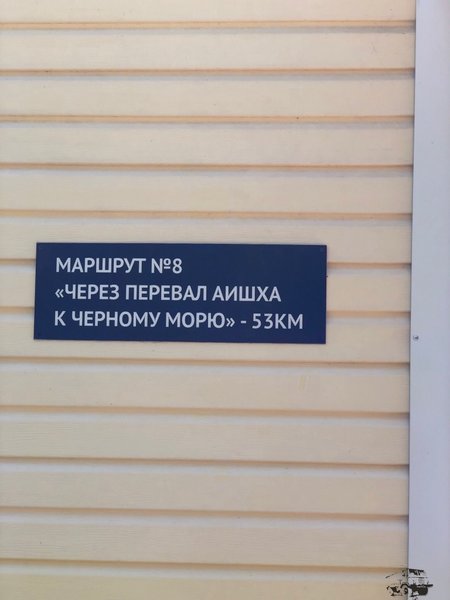 МАРШРУТ №8
«ЧЕРЕЗ ПЕРЕВАЛ АИШХА
К ЧЕРНОМУ МОРЮ» - 53КМ